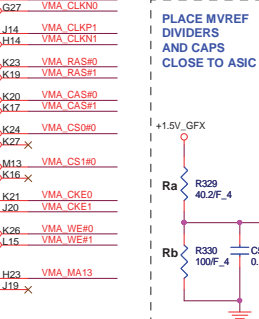 G27 VMA_CLKN0
J14 VMA_CLKP1
H14 VMA_CLKN1
K23 VMA_RAS#0
K19 VMA_RAS#1
K20 VMA_CAS#0
K17 VMA_CAS#1
K24 VMA_CS0#0
K27
M13 VMA_CS1#0
K16
K21 VMA_CKE0
J20 VMA_CKE1
K26 VMA_WE#0
L15 VMA_WE#1
H23 VMA_MA13
J19
PLACE MVREF
DIVIDERS
AND CAPS
CLOSE TO ASIC
+1.5V_GFX
Ra R329
40.2/F_4
Rb R330
100/F_4